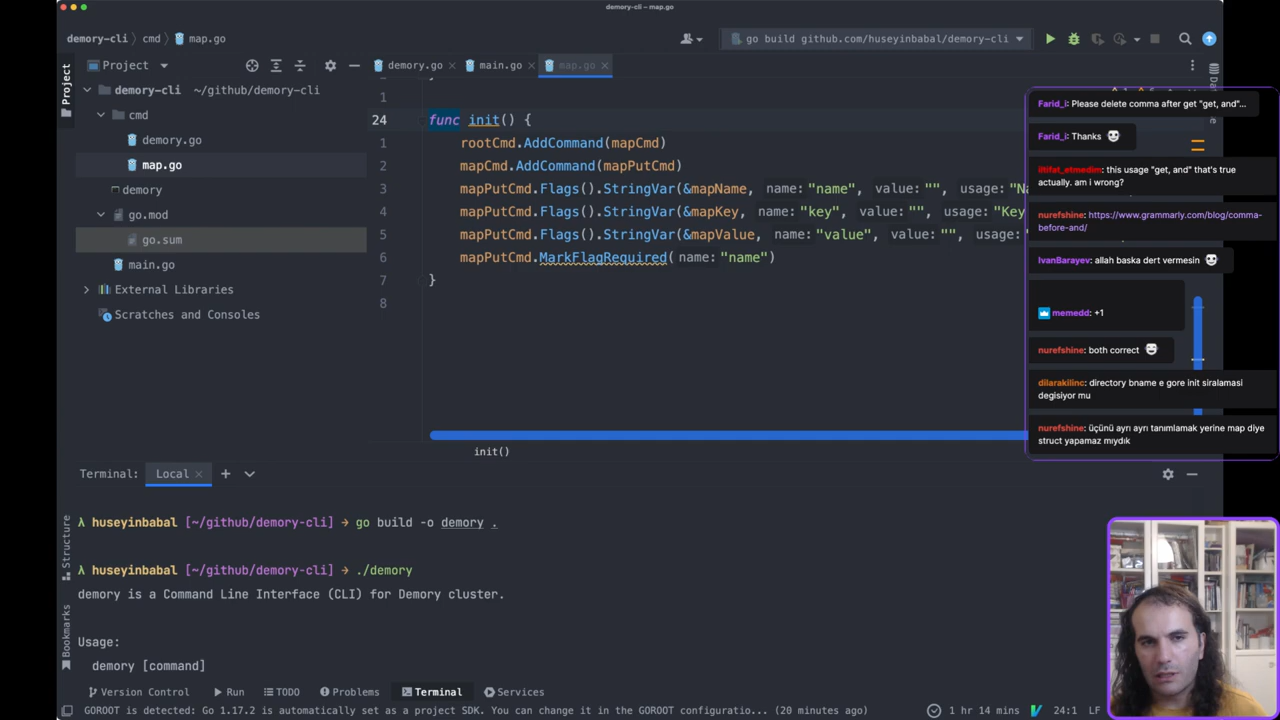 demory-cli – map.go
demory-cli
cmd
map.go
go build github.com/huseyinbabal/demory-cli
Project
demory.go
main.go
map.go
Project
demory-cli ~/github/demory-cli
cmd
demory.go
map.go
demory
go.mod
go.sum
main.go
External Libraries
Scratches and Consoles
1
24 func init() {
1 rootCmd.AddCommand(mapCmd)
2 mapCmd.AddCommand(mapPutCmd)
3 mapPutCmd.Flags().StringVar(&mapName, name: "name", value: "", usage: "Na
4 mapPutCmd.Flags().StringVar(&mapKey, name: "key", value: "", usage: "Key
5 mapPutCmd.Flags().StringVar(&mapValue, name: "value", value: "", usage: "
6 mapPutCmd.MarkFlagRequired(name: "name")
7 }
8
init()
Farid_i: Please delete comma after get "get, and"...
Farid_i: Thanks
iltifat_etmedim: this usage "get, and" that's true
actually. am i wrong?
nurefshine: https://www.grammarly.com/blog/comma-
before-and/
IvanBarayev: allah baska dert vermesin
memedd: +1
nurefshine: both correct
dilarakilinc: directory bname e gore init siralamasi
degisiyor mu
nurefshine: üçünü ayrı ayrı tanımlamak yerine map diye
struct yapamaz mıydık
Terminal: Local
λ huseyinbabal [~/github/demory-cli] → go build -o demory .
λ huseyinbabal [~/github/demory-cli] → ./demory
demory is a Command Line Interface (CLI) for Demory cluster.
Usage:
demory [command]
Structure
Bookmarks
Version Control
Run
TODO
Problems
Terminal
Services
GOROOT is detected: Go 1.17.2 is automatically set as a project SDK. You can change it in the GOROOT configuratio... (20 minutes ago)
1 hr 14 mins
24:1
LF